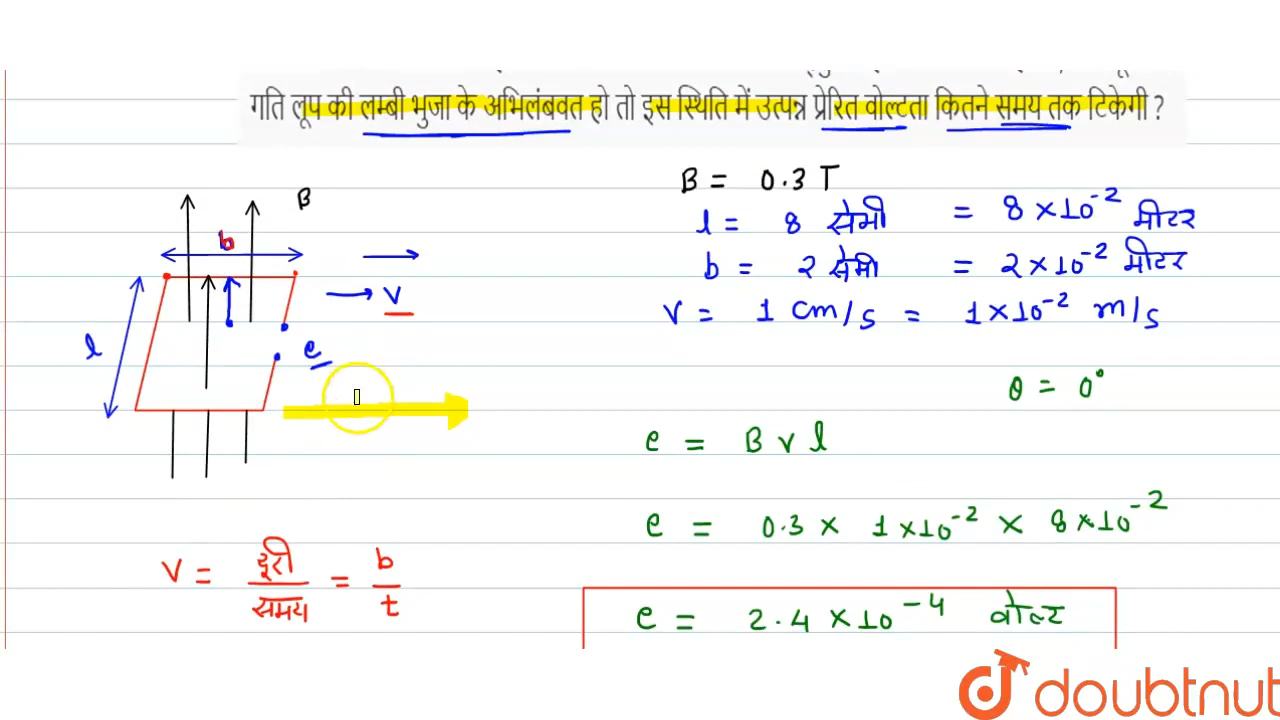 गति लूप की लम्बी भुजा के अभिलंबवत हो तो इस स्थिति में उत्पन्न प्रेरित वोल्टता कितने समय तक टिकेगी ?
B
b
V
l
e
B = 0.3 T
l = 8 सेमी = 8 × 10⁻² मीटर
b = 2 सेमी = 2 × 10⁻² मीटर
V = 1 cm/s = 1 × 10⁻² m/s
θ = 0°
e = B v l
e = 0.3 × 1 × 10⁻² × 8 × 10⁻²
e = 2.4 × 10⁻⁴ वोल्ट
V = दूरी / समय = b / t
doubtnut